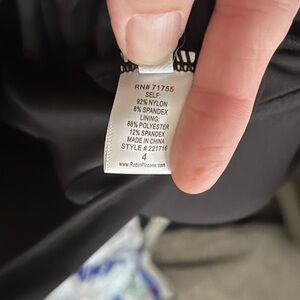 RN# 71755
SELF:
92% NYLON
8% SPANDEX
LINING:
88% POLYESTER
12% SPANDEX
MADE IN CHINA
STYLE # 221716
4
www.RobinPiccone.com